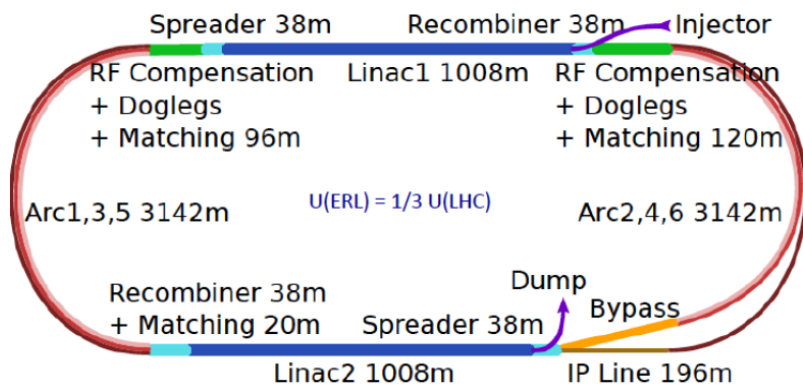 Spreader 38m
Recombiner 38m
Injector
RF Compensation
+ Doglegs
+ Matching 96m
Linac1 1008m
RF Compensation
+ Doglegs
+ Matching 120m
Arc1,3,5 3142m
U(ERL) = 1/3 U(LHC)
Arc2,4,6 3142m
Recombiner 38m
+ Matching 20m
Spreader 38m
Dump
Bypass
Linac2 1008m
IP Line 196m